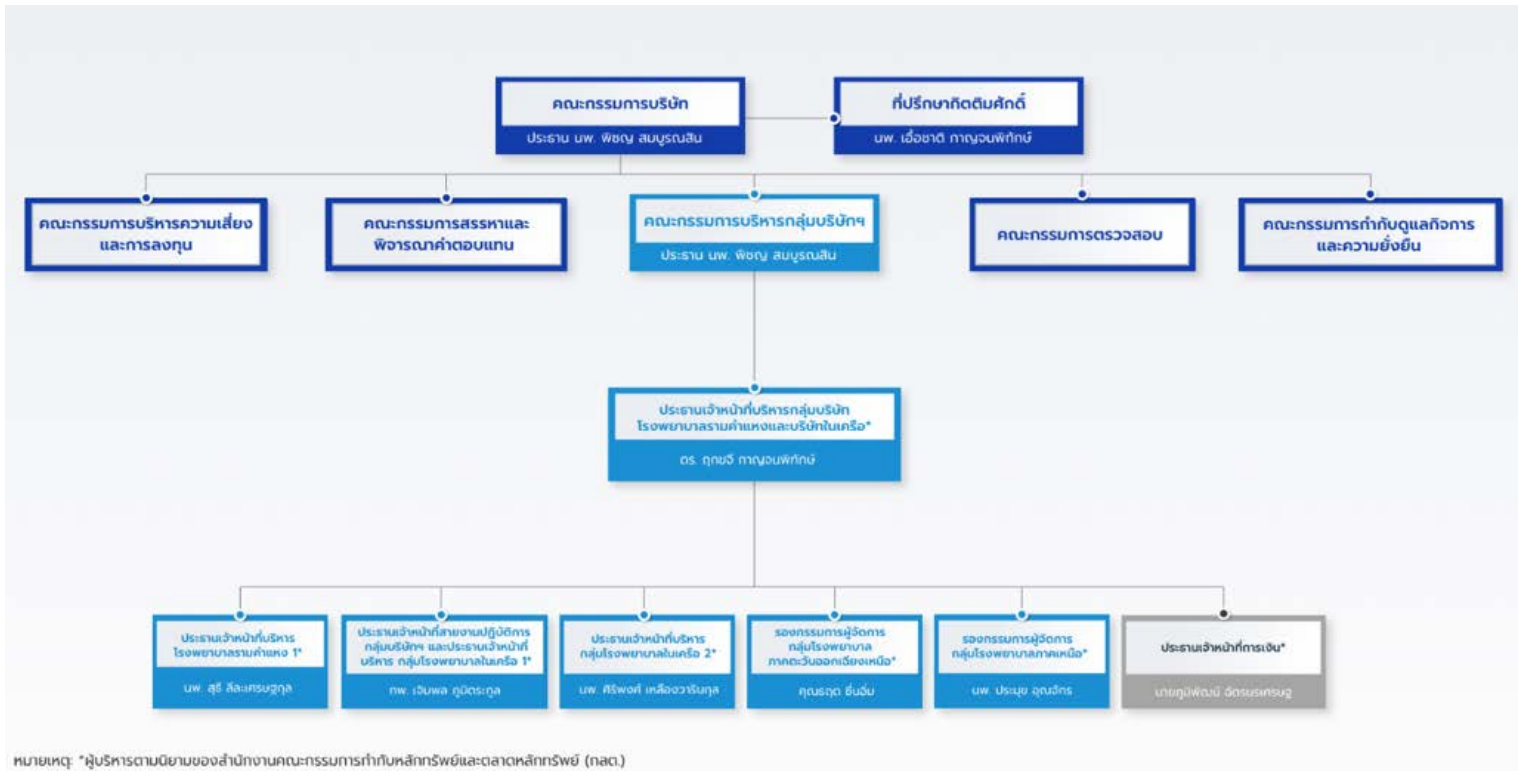 คณะกรรมการบริษัท
ประธาน นพ. พิชญ สมบูรณสิน
ที่ปรึกษากิตติมศักดิ์
นพ. เอื้อชาติ กาญจนพิทักษ์
คณะกรรมการบริหารความเสี่ยง
และการลงทุน
คณะกรรมการสรรหาและ
พิจารณาค่าตอบแทน
คณะกรรมการบริหารกลุ่มบริษัทฯ
ประธาน นพ. พิชญ สมบูรณสิน
คณะกรรมการตรวจสอบ
คณะกรรมการกำกับดูแลกิจการ
และความยั่งยืน
ประธานเจ้าหน้าที่บริหารกลุ่มบริษัท
โรงพยาบาลรามคำแหงและบริษัทในเครือ*
ดร. ฤกขจี กาญจนพิทักษ์
ประธานเจ้าหน้าที่บริหาร
โรงพยาบาลรามคำแหง 1*
นพ. สุธี ลีละเศรษฐกุล
ประธานเจ้าหน้าที่สายงานปฏิบัติการ
กลุ่มบริษัทฯ และประธานเจ้าหน้าที่
บริหาร กลุ่มโรงพยาบาลในเครือ 1*
ทพ. เจิมพล ภูมิตระกูล
ประธานเจ้าหน้าที่บริหาร
กลุ่มโรงพยาบาลในเครือ 2*
นพ. ศิริพงศ์ เหลืองวารินกุล
รองกรรมการผู้จัดการ
กลุ่มโรงพยาบาล
ภาคตะวันออกเฉียงเหนือ*
คุณธฤต ยื่นอิ่ม
รองกรรมการผู้จัดการ
กลุ่มโรงพยาบาลภาคเหนือ*
นพ. ประมุข อุณจักร
ประธานเจ้าหน้าที่การเงิน*
นายภูมิพัฒน์ ฉัตรนรเศรษฐ
หมายเหตุ: *ผู้บริหารตามนิยามของสำนักงานคณะกรรมการกำกับหลักทรัพย์และตลาดหลักทรัพย์ (กลต.)